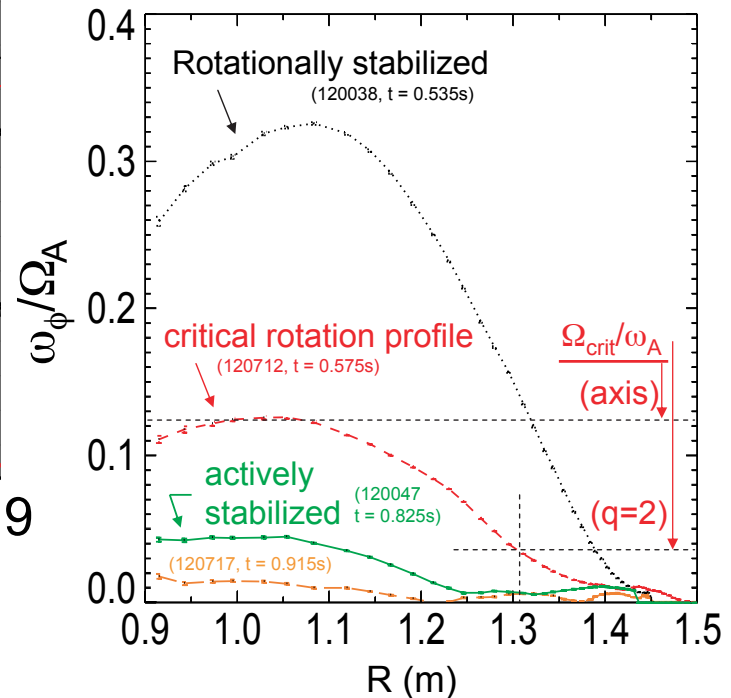 0.4
Rotationally stabilized
(120038, t = 0.535s)
0.3
ωϕ/ΩA
0.2
critical rotation profile
(120712, t = 0.575s)
Ωcrit/ωA
(axis)
0.1
actively
stabilized
(120047
t = 0.825s)
(q=2)
9
(120717, t = 0.915s)
0.0
0.9 1.0 1.1 1.2 1.3 1.4 1.5
R (m)